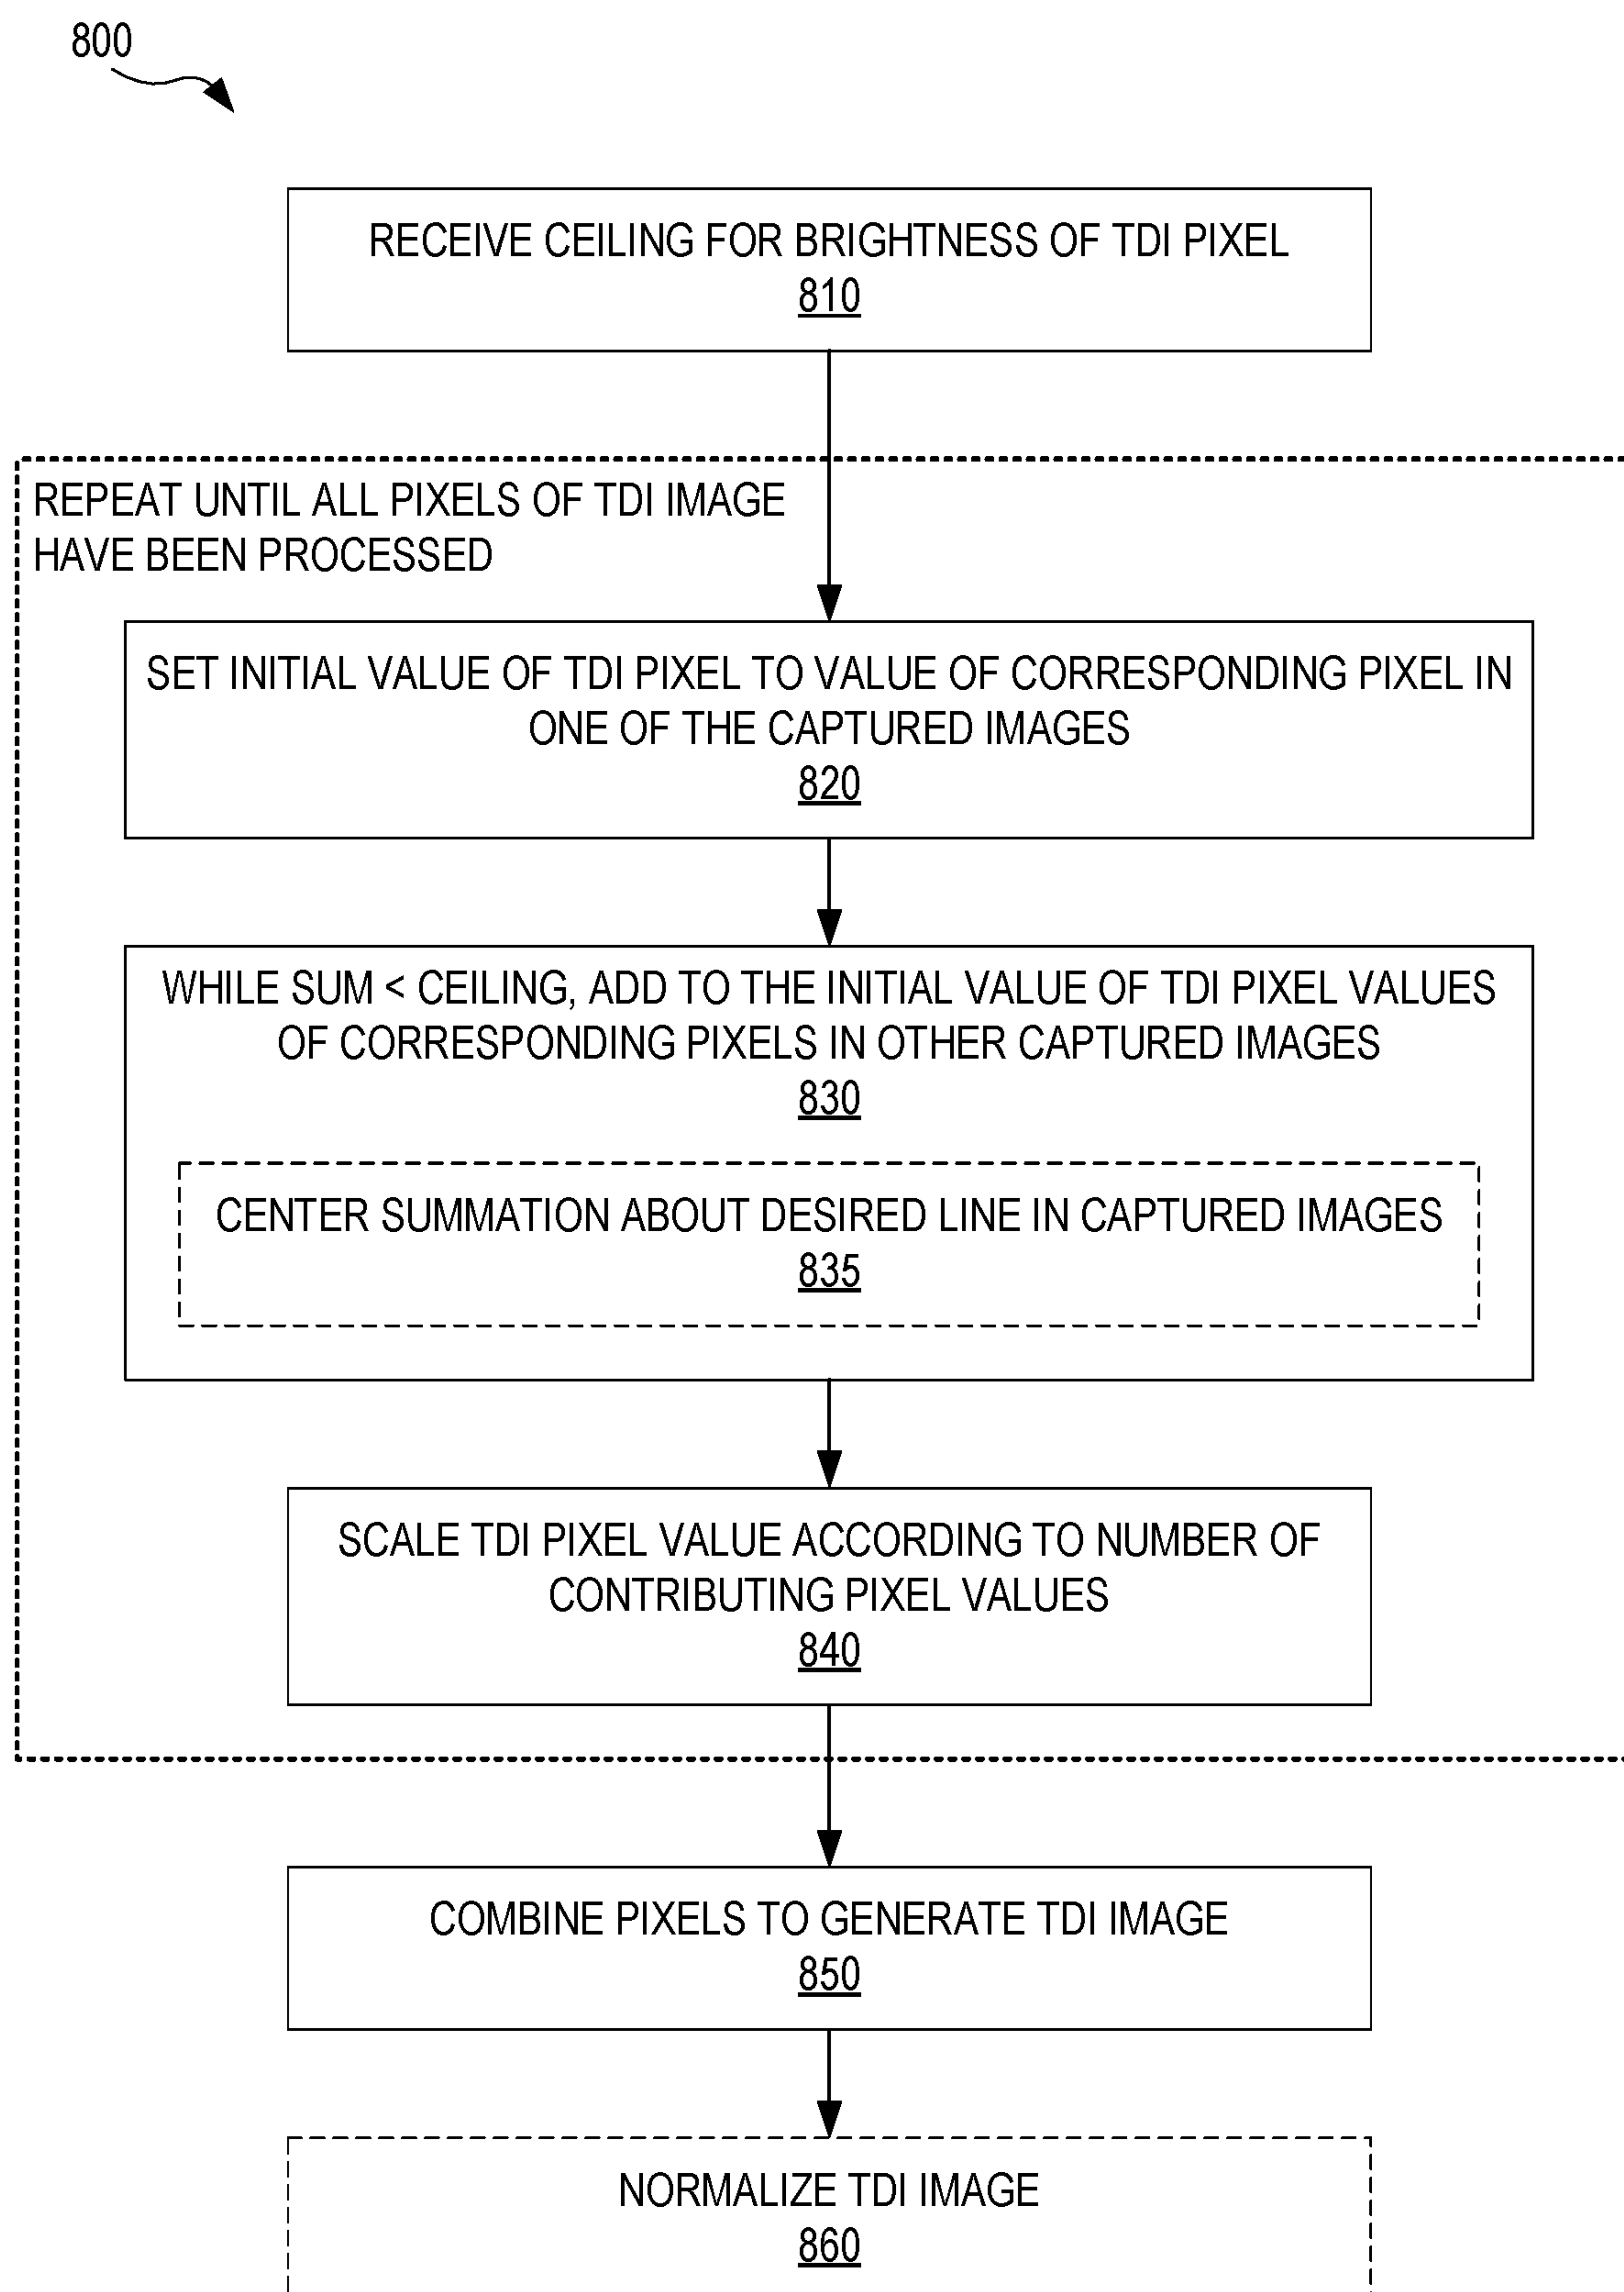 800
RECEIVE CEILING FOR BRIGHTNESS OF TDI PIXEL
810
REPEAT UNTIL ALL PIXELS OF TDI IMAGE
HAVE BEEN PROCESSED
SET INITIAL VALUE OF TDI PIXEL TO VALUE OF CORRESPONDING PIXEL IN
ONE OF THE CAPTURED IMAGES
820
WHILE SUM < CEILING, ADD TO THE INITIAL VALUE OF TDI PIXEL VALUES
OF CORRESPONDING PIXELS IN OTHER CAPTURED IMAGES
830
CENTER SUMMATION ABOUT DESIRED LINE IN CAPTURED IMAGES
835
SCALE TDI PIXEL VALUE ACCORDING TO NUMBER OF
CONTRIBUTING PIXEL VALUES
840
COMBINE PIXELS TO GENERATE TDI IMAGE
850
NORMALIZE TDI IMAGE
860